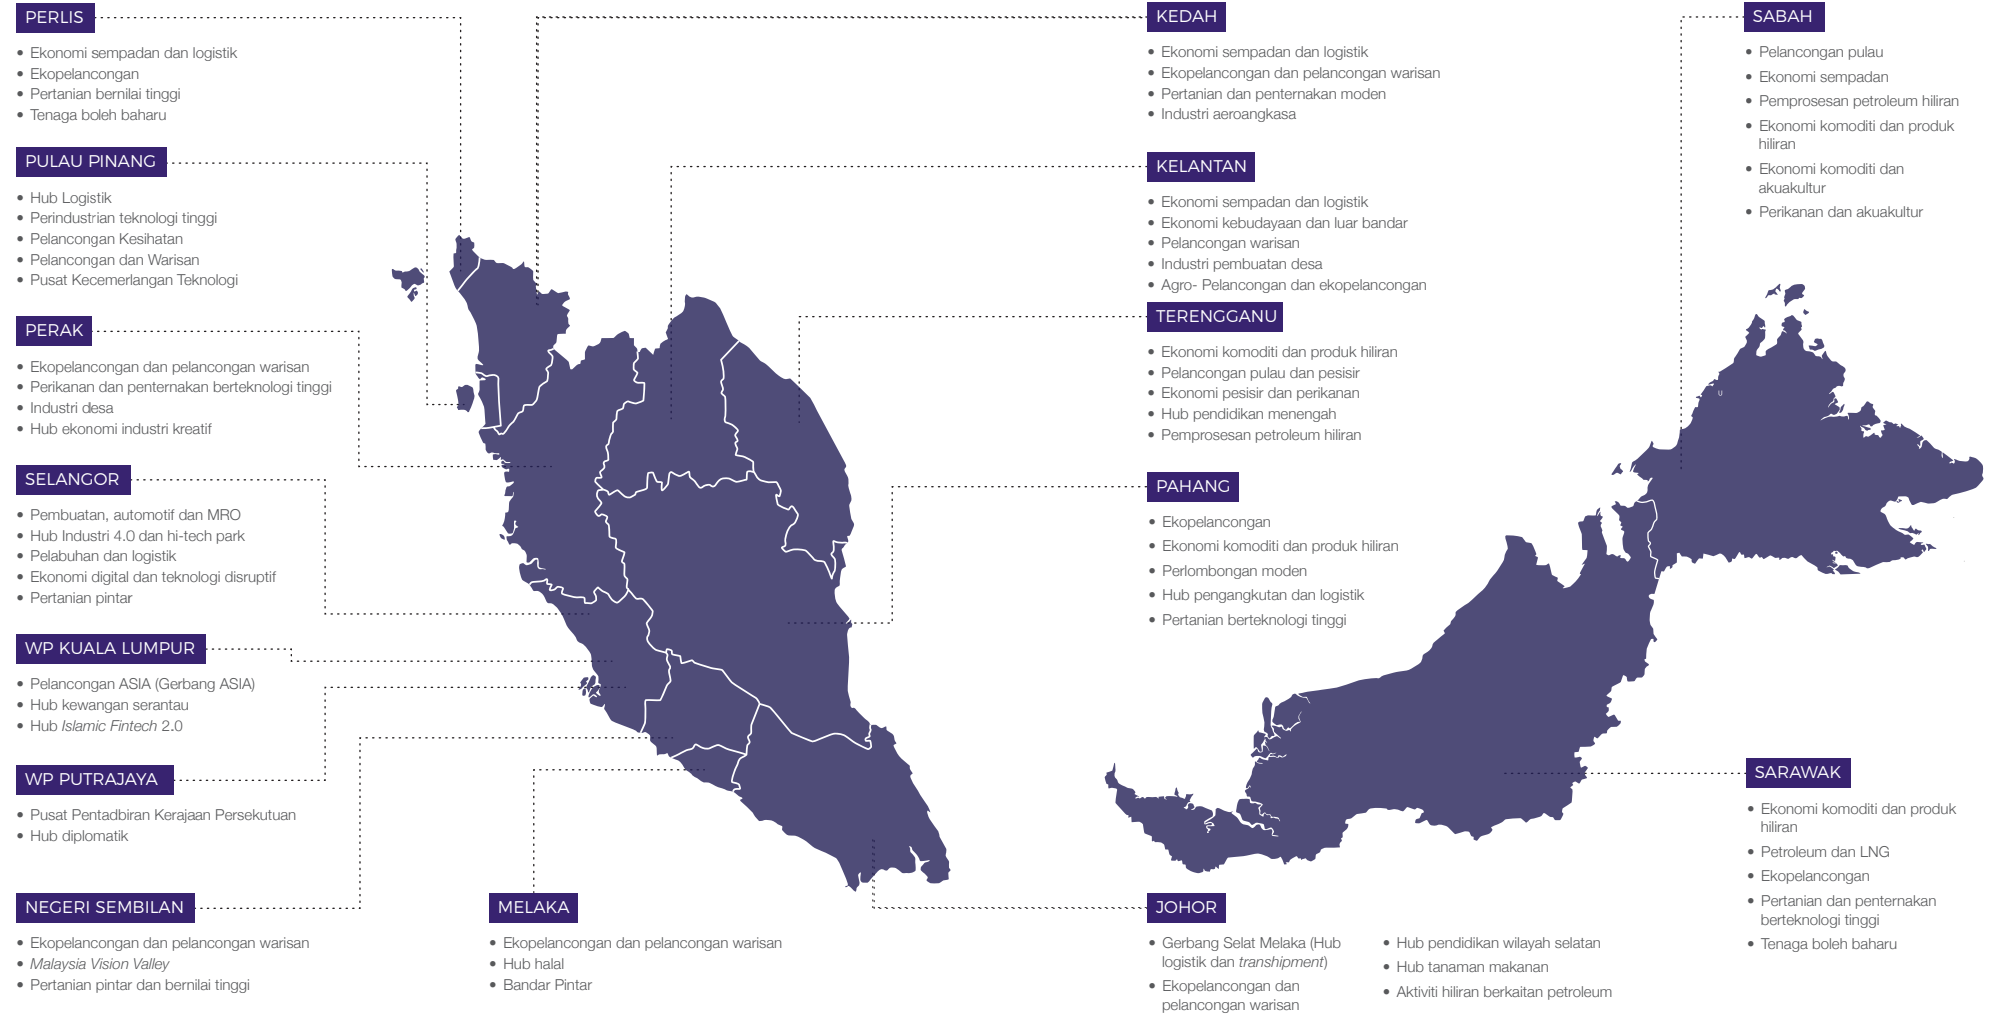 PERLIS
• Ekonomi sempadan dan logistik
• Ekopelancongan
• Pertanian bernilai tinggi
• Tenaga boleh baharu
PULAU PINANG
• Hub Logistik
• Perindustrian teknologi tinggi
• Pelancongan Kesihatan
• Pelancongan dan Warisan
• Pusat Kecemerlangan Teknologi
PERAK
• Ekopelancongan dan pelancongan warisan
• Perikanan dan penternakan berteknologi tinggi
• Industri desa
• Hub ekonomi industri kreatif
SELANGOR
• Pembuatan, automotif dan MRO
• Hub Industri 4.0 dan hi-tech park
• Pelabuhan dan logistik
• Ekonomi digital dan teknologi disruptif
• Pertanian pintar
WP KUALA LUMPUR
• Pelancongan ASIA (Gerbang ASIA)
• Hub kewangan serantau
• Hub Islamic Fintech 2.0
WP PUTRAJAYA
• Pusat Pentadbiran Kerajaan Persekutuan
• Hub diplomatik
NEGERI SEMBILAN
• Ekopelancongan dan pelancongan warisan
• Malaysia Vision Valley
• Pertanian pintar dan bernilai tinggi
MELAKA
• Ekopelancongan dan pelancongan warisan
• Hub halal
• Bandar Pintar
KEDAH
• Ekonomi sempadan dan logistik
• Ekopelancongan dan pelancongan warisan
• Pertanian dan penternakan moden
• Industri aeroangkasa
KELANTAN
• Ekonomi sempadan dan logistik
• Ekonomi kebudayaan dan luar bandar
• Pelancongan warisan
• Industri pembuatan desa
• Agro- Pelancongan dan ekopelancongan
TERENGGANU
• Ekonomi komoditi dan produk hiliran
• Pelancongan pulau dan pesisir
• Ekonomi pesisir dan perikanan
• Hub pendidikan menengah
• Pemprosesan petroleum hiliran
PAHANG
• Ekopelancongan
• Ekonomi komoditi dan produk hiliran
• Perlombongan moden
• Hub pengangkutan dan logistik
• Pertanian berteknologi tinggi
JOHOR
• Gerbang Selat Melaka (Hub
logistik dan transhipment)
• Ekopelancongan dan
pelancongan warisan
• Hub pendidikan wilayah selatan
• Hub tanaman makanan
• Aktiviti hiliran berkaitan petroleum
SABAH
• Pelancongan pulau
• Ekonomi sempadan
• Pemprosesan petroleum hiliran
• Ekonomi komoditi dan produk
hiliran
• Ekonomi komoditi dan
akuakultur
• Perikanan dan akuakultur
SARAWAK
• Ekonomi komoditi dan produk
hiliran
• Petroleum dan LNG
• Ekopelancongan
• Pertanian dan penternakan
berteknologi tinggi
• Tenaga boleh baharu